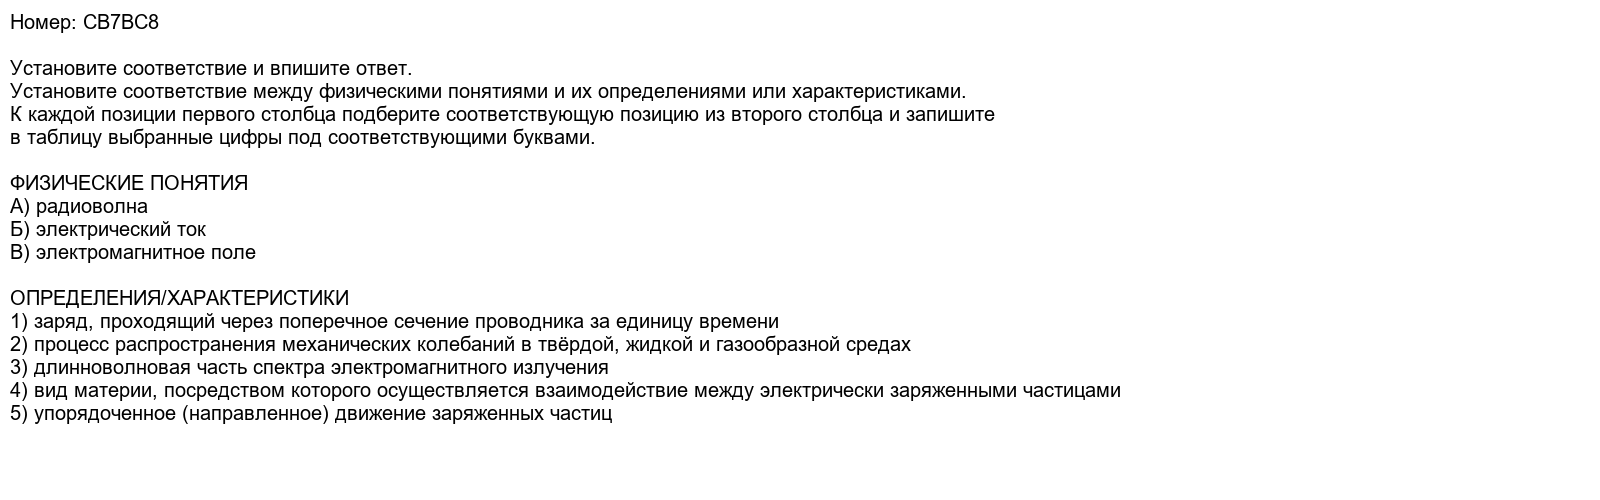 Номер: CB7BC8
Установите соответствие и впишите ответ.
Установите соответствие между физическими понятиями и их определениями или характеристиками.
К каждой позиции первого столбца подберите соответствующую позицию из второго столбца и запишите
в таблицу выбранные цифры под соответствующими буквами.
ФИЗИЧЕСКИЕ ПОНЯТИЯ
А) радиоволна
Б) электрический ток
В) электромагнитное поле
ОПРЕДЕЛЕНИЯ/ХАРАКТЕРИСТИКИ
1) заряд, проходящий через поперечное сечение проводника за единицу времени
2) процесс распространения механических колебаний в твёрдой, жидкой и газообразной средах
3) длинноволновая часть спектра электромагнитного излучения
4) вид материи, посредством которого осуществляется взаимодействие между электрически заряженными частицами
5) упорядоченное (направленное) движение заряженных частиц